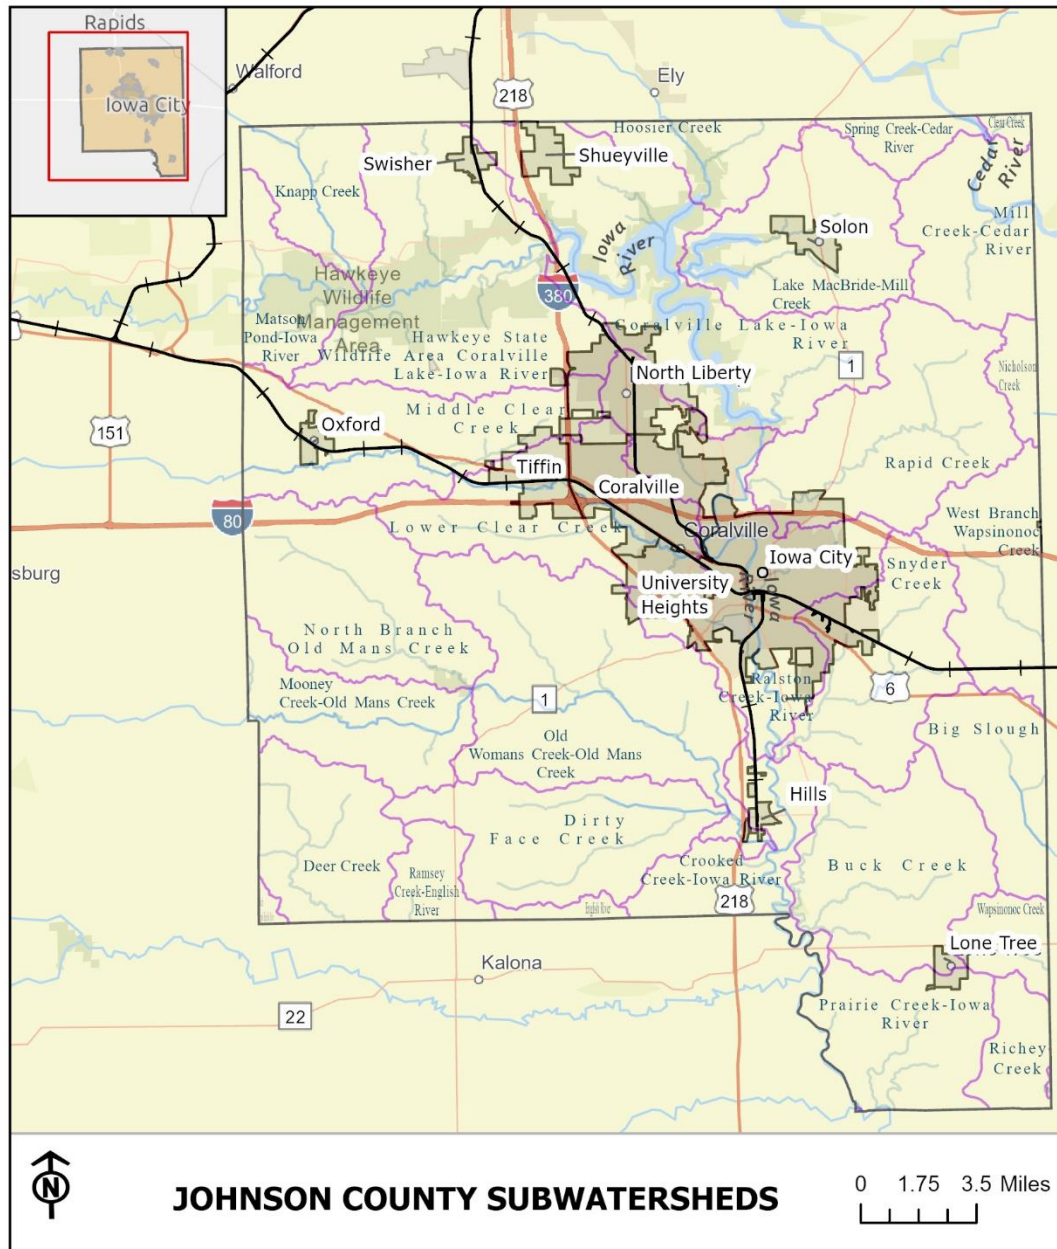 Rapids
Iowa City
Walford
218
Ely
Swisher
Shueyville
Hoosier Creek
Spring Creek-Cedar
River
Clear Creek
Cedar
River
Knapp Creek
Iowa
River
Solon
Mill
Creek-Cedar
River
Hawkeye
Wildlife
Management
Area
380
Lake MacBride-Mill
Creek
Matson
Pond-Iowa
River
Hawkeye State
Wildlife Area Coralville
Lake-Iowa River
Coralville Lake-Iowa
River
1
North Liberty
Nicholson
Creek
Middle Clear
Creek
151
Oxford
Tiffin
Coralville
Rapid Creek
80
Lower Clear Creek
Coralville
West Branch
Wapsinonoc
Creek
sburg
Iowa City
Snyder
Creek
University
Heights
Iowa
River
North Branch
Old Mans Creek
Mooney
Creek-Old Mans Creek
1
Ralston
Creek-Iowa
River
6
Big Slough
Old
Womans Creek-Old Mans
Creek
Hills
Dirty
Face Creek
Deer Creek
Ramsey
Creek-English
River
Crooked
Creek-Iowa River
Buck Creek
English River
218
Wapsinonoc Creek
Lone Tree
Kalona
22
Prairie Creek-Iowa
River
Richey
Creek
N
JOHNSON COUNTY SUBWATERSHEDS
0 1.75 3.5 Miles